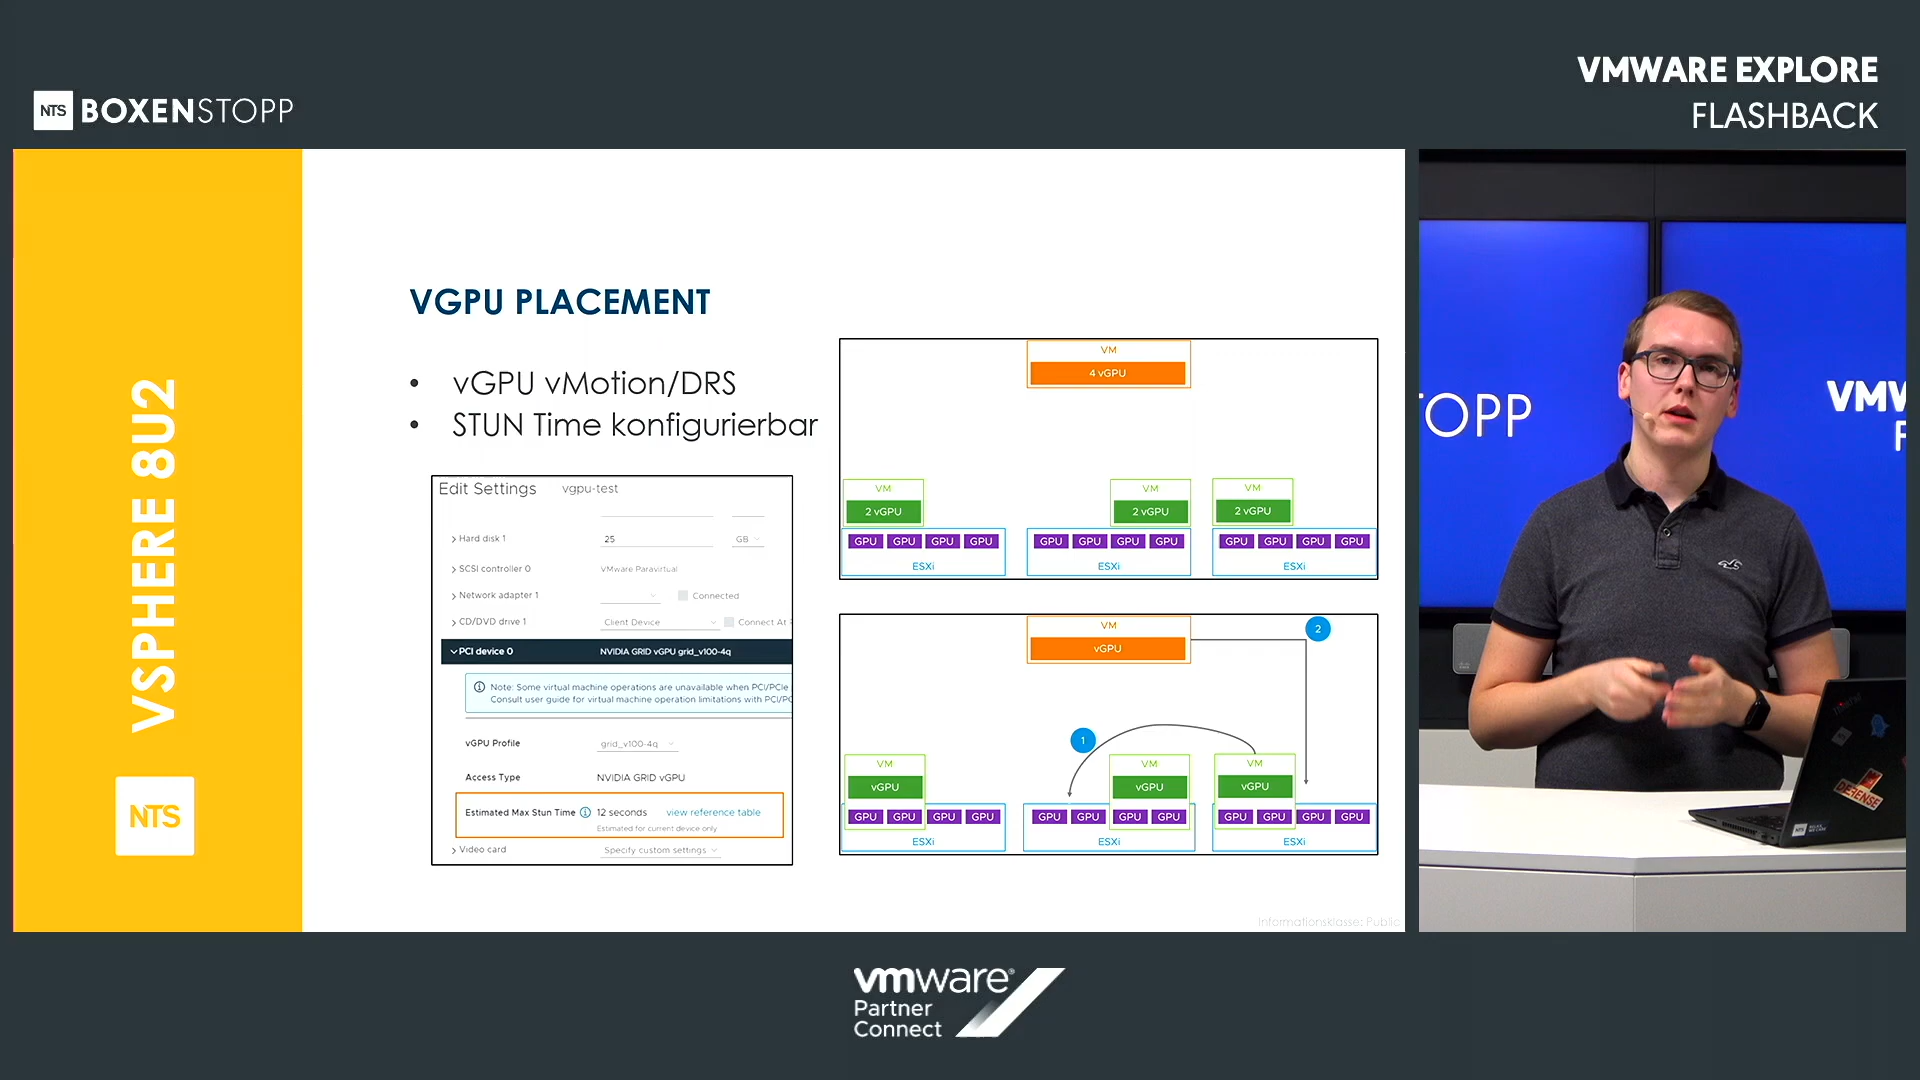 NTS BOXENSTOPP
VMWARE EXPLORE
FLASHBACK
VSPHERE 8U2
NTS
VGPU PLACEMENT
• vGPU vMotion/DRS
• STUN Time konfigurierbar
Edit Settings vgpu-test
Hard disk 1 25 GB
SCSI controller 0 VMware Paravirtual
Network adapter 1 Connected
CD/DVD drive 1 Client Device Connect At
PCI device 0 NVIDIA GRID vGPU grid_v100-4q
Note: Some virtual machine operations are unavailable when PCI/PCIe
Consult user guide for virtual machine operation limitations with PCI/PC
vGPU Profile grid_v100-4q
Access Type NVIDIA GRID vGPU
Estimated Max Stun Time 12 seconds view reference table
Estimated for current device only
Video card Specify custom settings
VM
4 vGPU
VM VM VM
2 vGPU 2 vGPU 2 vGPU
GPU GPU GPU GPU GPU GPU GPU GPU GPU GPU GPU GPU
ESXi ESXi ESXi
VM
vGPU
2
1
VM VM VM
vGPU vGPU vGPU
GPU GPU GPU GPU GPU GPU GPU GPU GPU GPU GPU GPU
ESXi ESXi ESXi
Informationsklasse: Public
TOPP
VMW
F
DEFENSE
NTS
vmware®
Partner
Connect